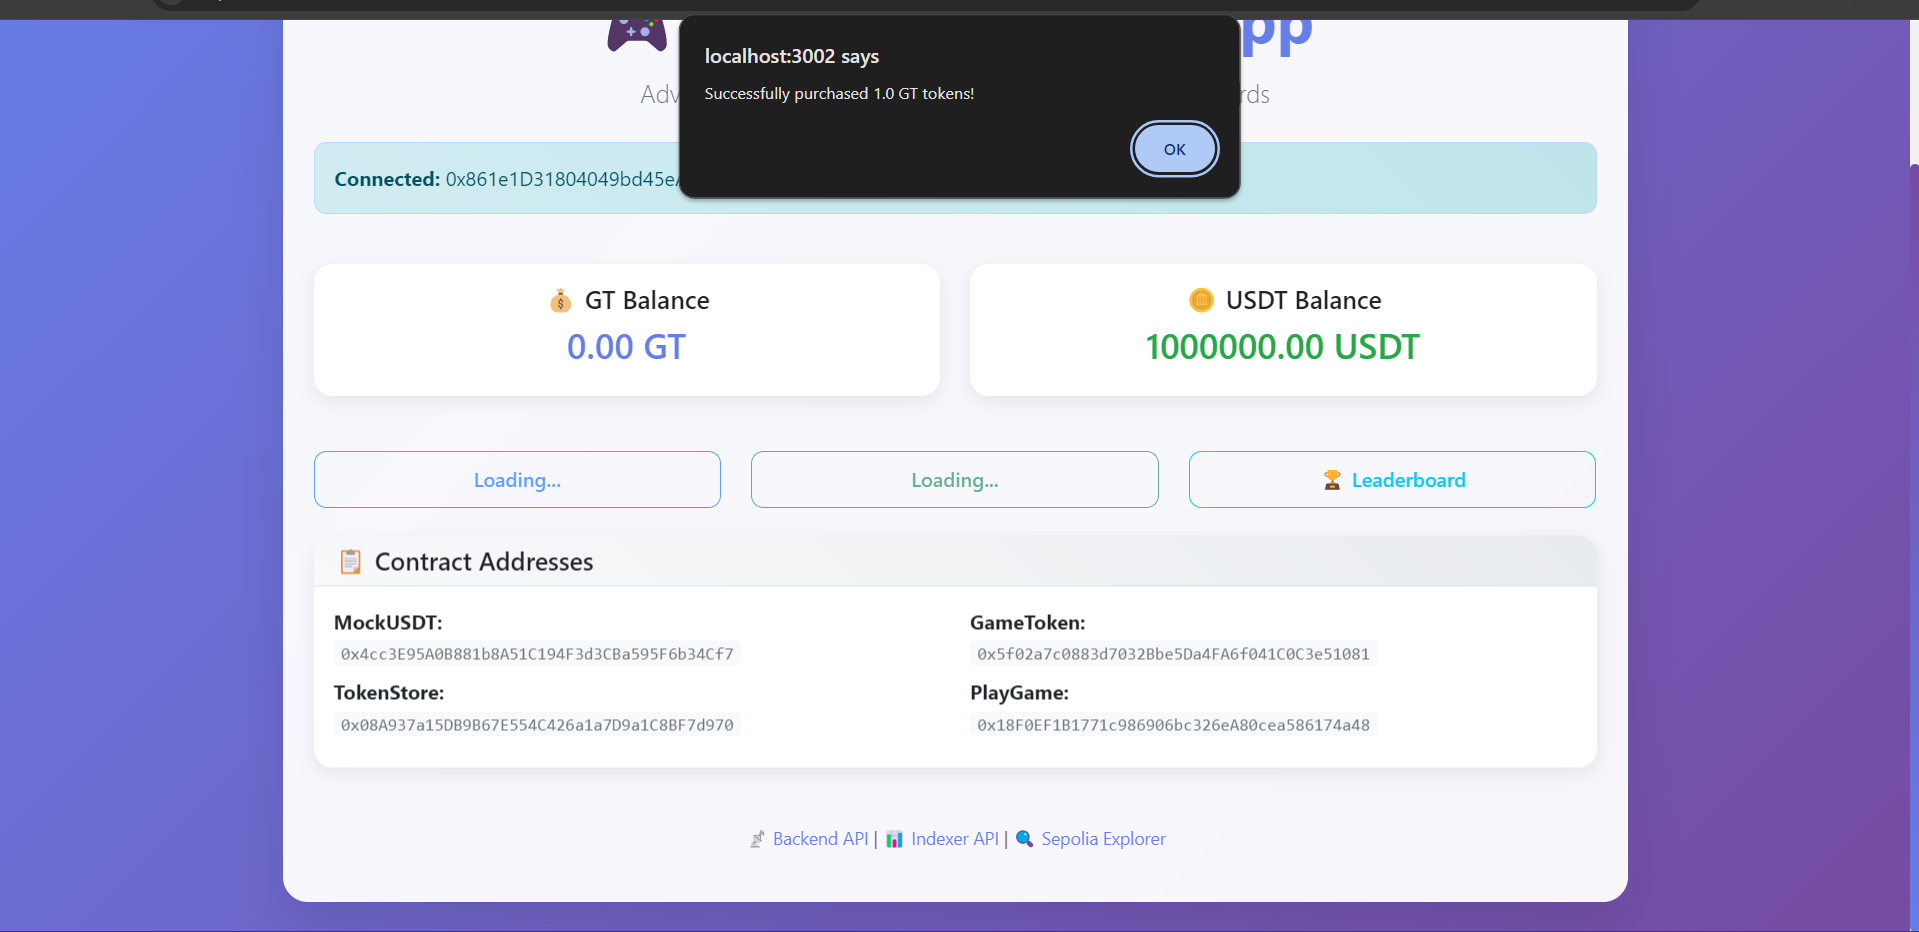 localhost:3002 says
Successfully purchased 1.0 GT tokens!
OK
pp
Adv
rds
Connected: 0x861e1D31804049bd45e
GT Balance
0.00 GT
USDT Balance
1000000.00 USDT
Loading...
Loading...
Leaderboard
Contract Addresses
MockUSDT:
0x4cc3E95A0B881b8A51C194F3d3CBa595F6b34Cf7
GameToken:
0x5f02a7c0883d7032Bbe5Da4FA6f041C0C3e51081
TokenStore:
0x08A937a15DB9B67E554C426a1a7D9a1C8BF7d970
PlayGame:
0x18F0EF1B1771c986906bc326eA80cea586174a48
Backend API | Indexer API | Sepolia Explorer